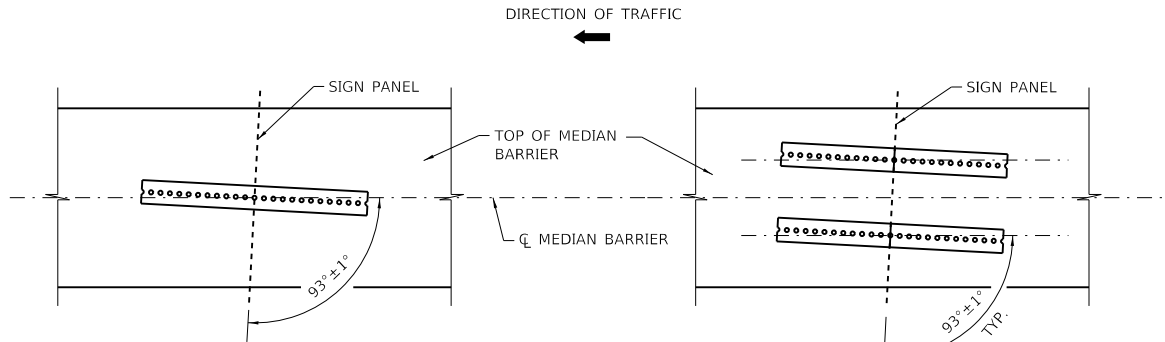 DIRECTION OF TRAFFIC
SIGN PANEL
SIGN PANEL
TOP OF MEDIAN
BARRIER
℄ MEDIAN BARRIER
93°±1°
93°±1°
TYP.